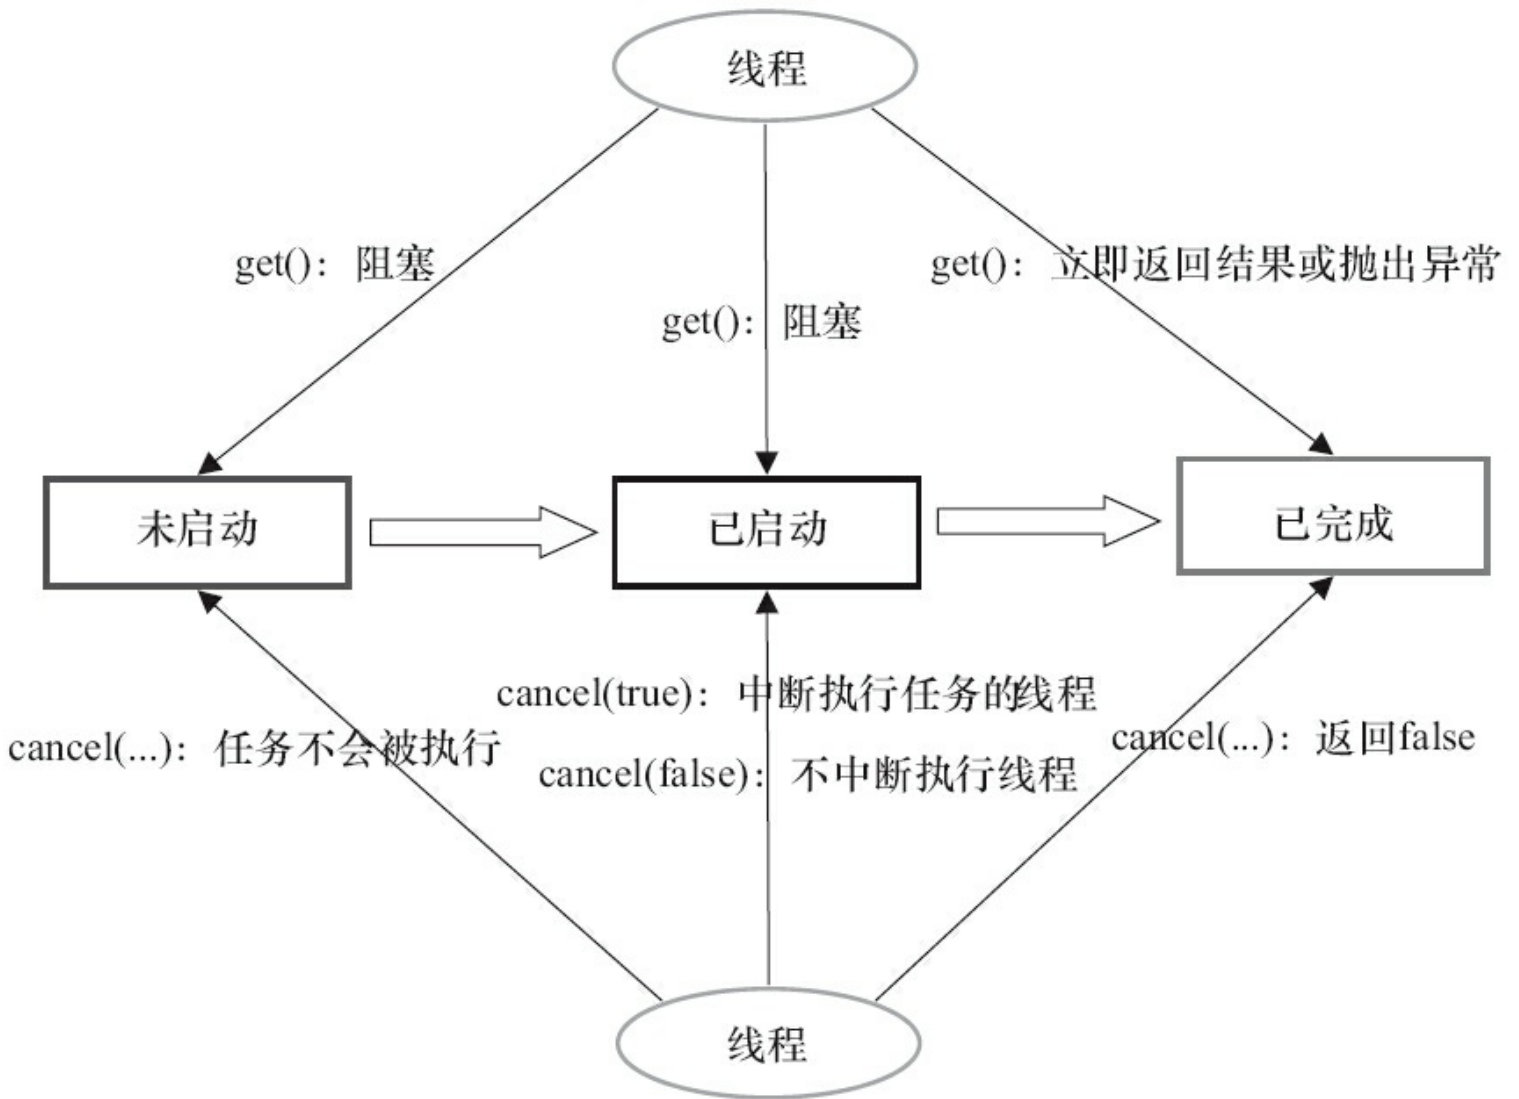 线程
get()：阻塞
get()：立即返回结果或抛出异常
get()：阻塞
未启动
已启动
已完成
cancel(true)：中断执行任务的线程
cancel(...)：任务不会被执行
cancel(...)：返回false
cancel(false)：不中断执行线程
线程